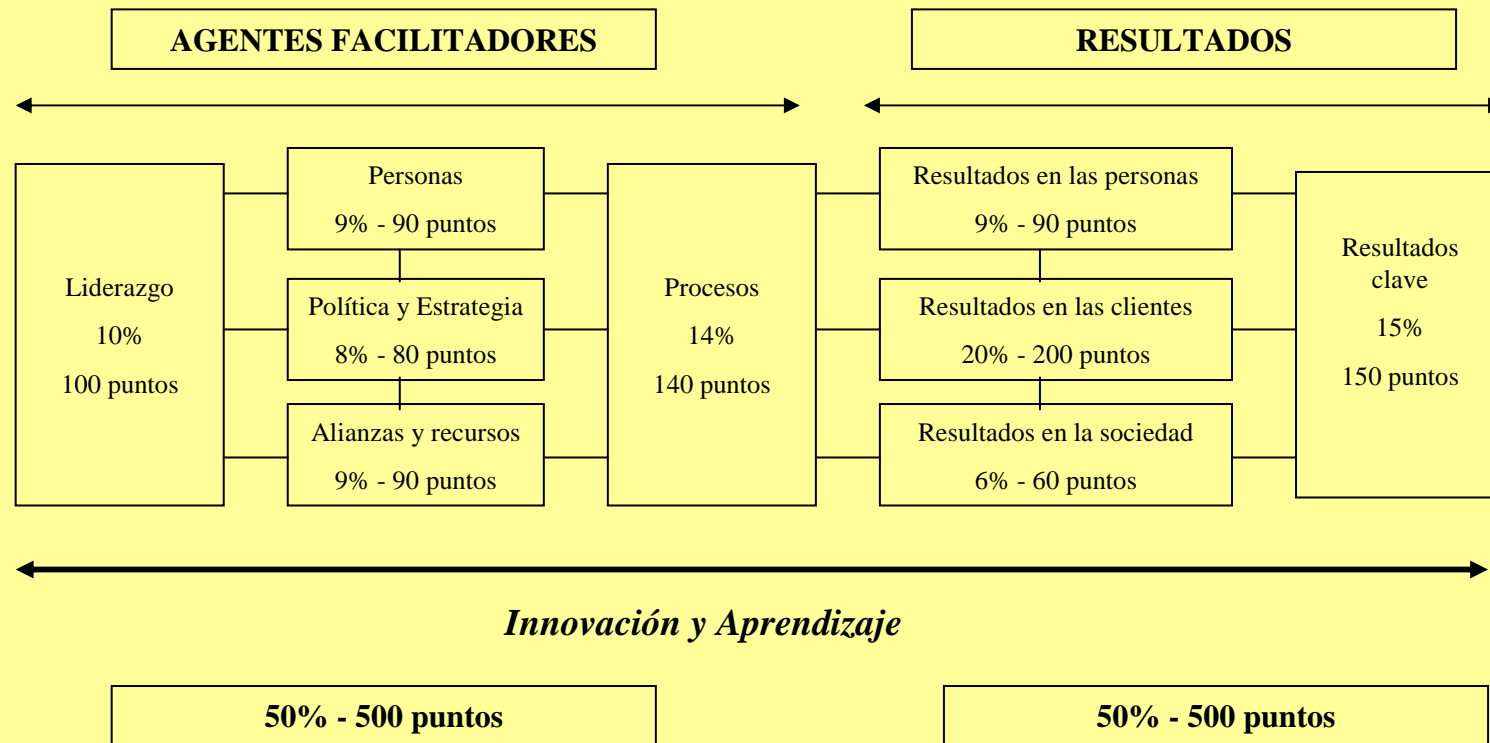 AGENTES FACILITADORES
RESULTADOS
Liderazgo
10%
100 puntos
Personas
9% - 90 puntos
Política y Estrategia
8% - 80 puntos
Alianzas y recursos
9% - 90 puntos
Procesos
14%
140 puntos
Resultados en las personas
9% - 90 puntos
Resultados en las clientes
20% - 200 puntos
Resultados en la sociedad
6% - 60 puntos
Resultados
clave
15%
150 puntos
Innovación y Aprendizaje
50% - 500 puntos
50% - 500 puntos